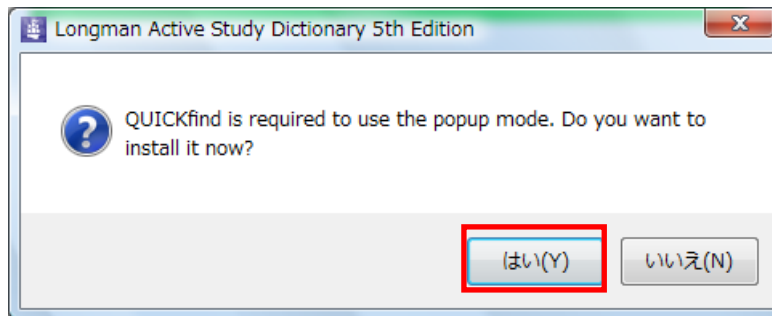 Longman Active Study Dictionary 5th Edition
QUICKfind is required to use the popup mode. Do you want to
install it now?
はい(Y) いいえ(N)